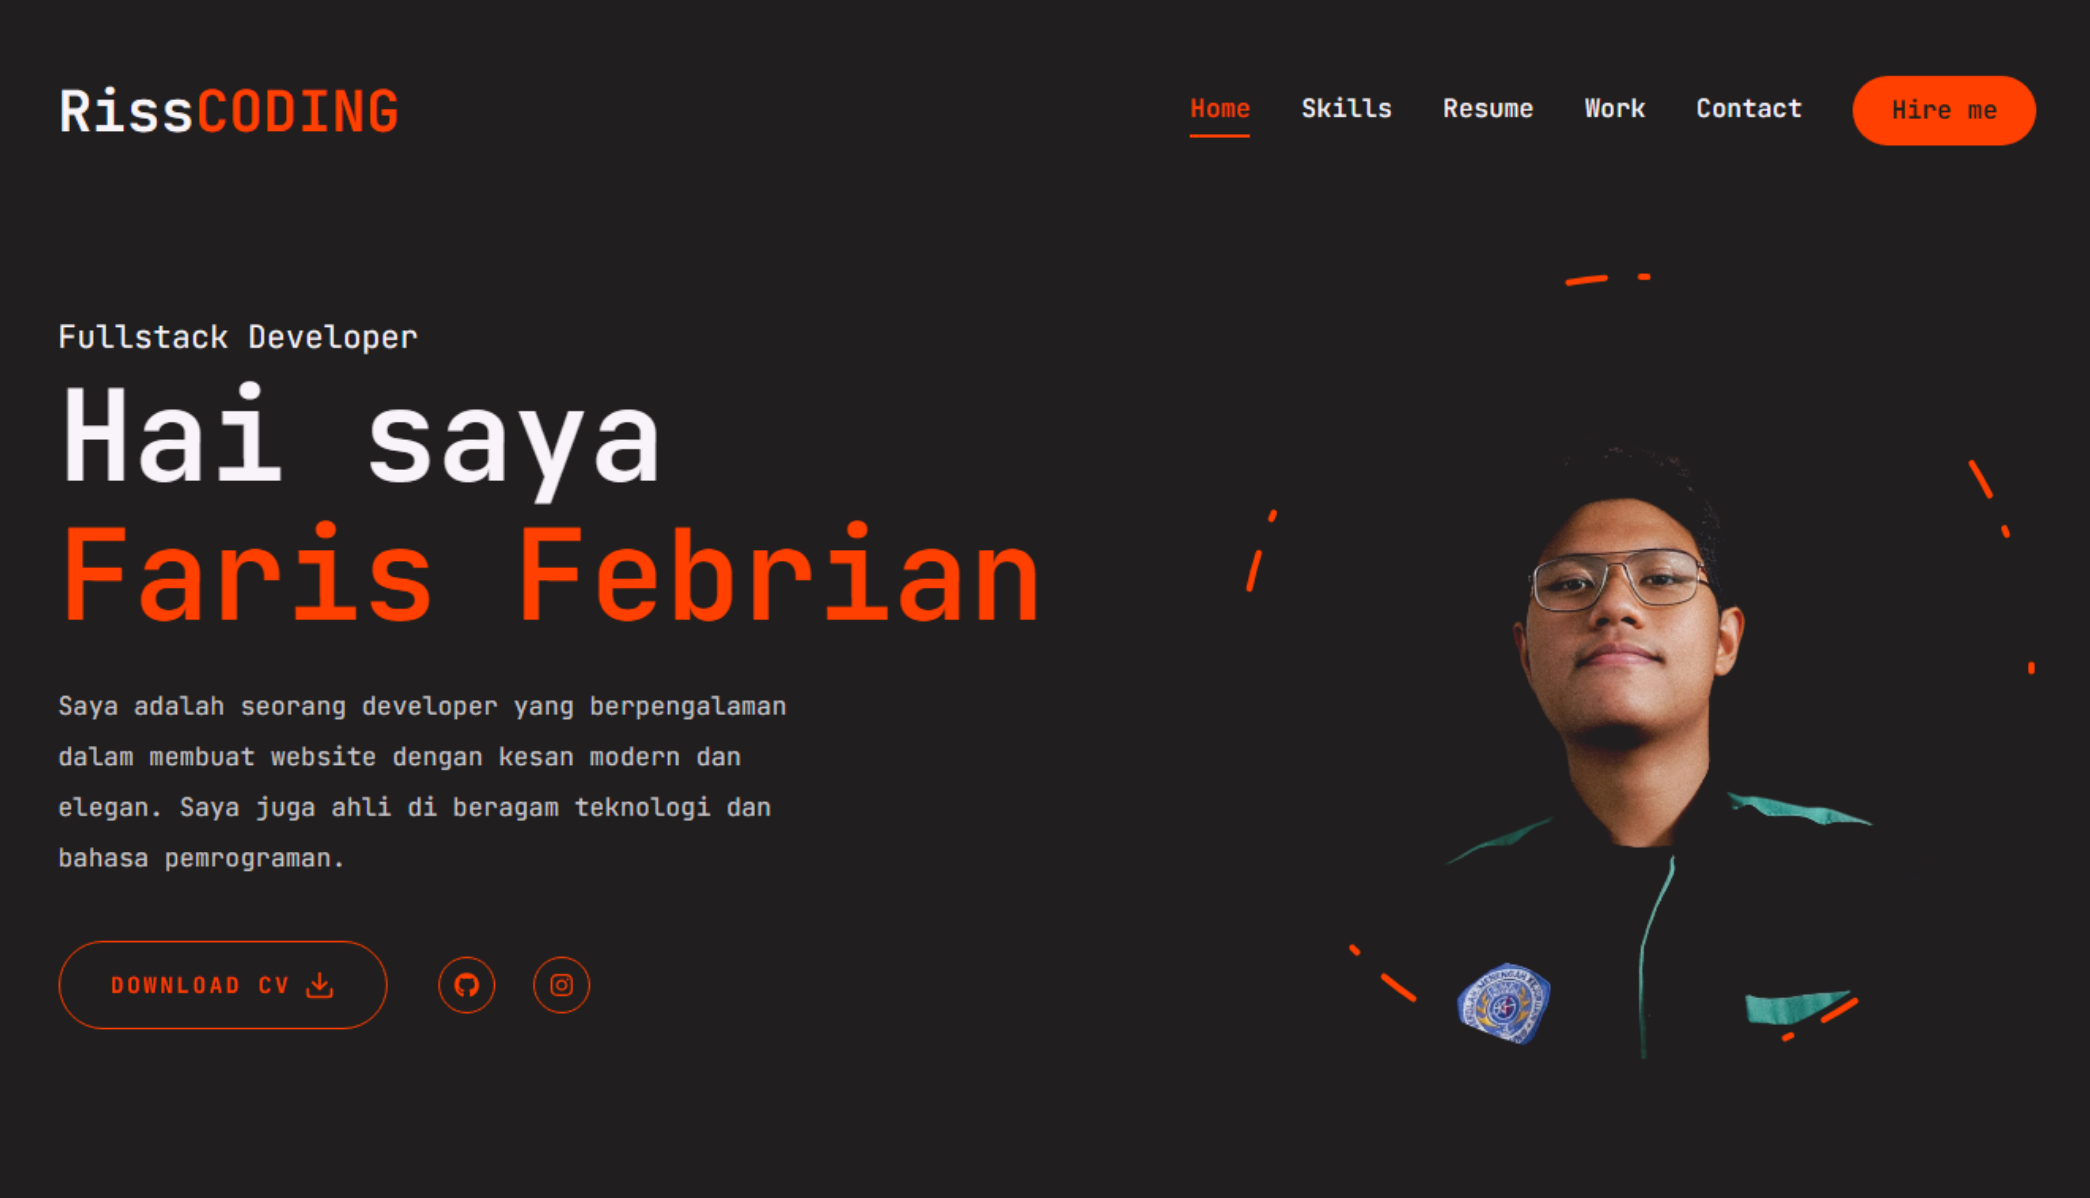 RissCODING
Home Skills Resume Work Contact Hire me
Fullstack Developer
Hai saya
Faris Febrian
Saya adalah seorang developer yang berpengalaman
dalam membuat website dengan kesan modern dan
elegan. Saya juga ahli di beragam teknologi dan
bahasa pemrograman.
DOWNLOAD CV